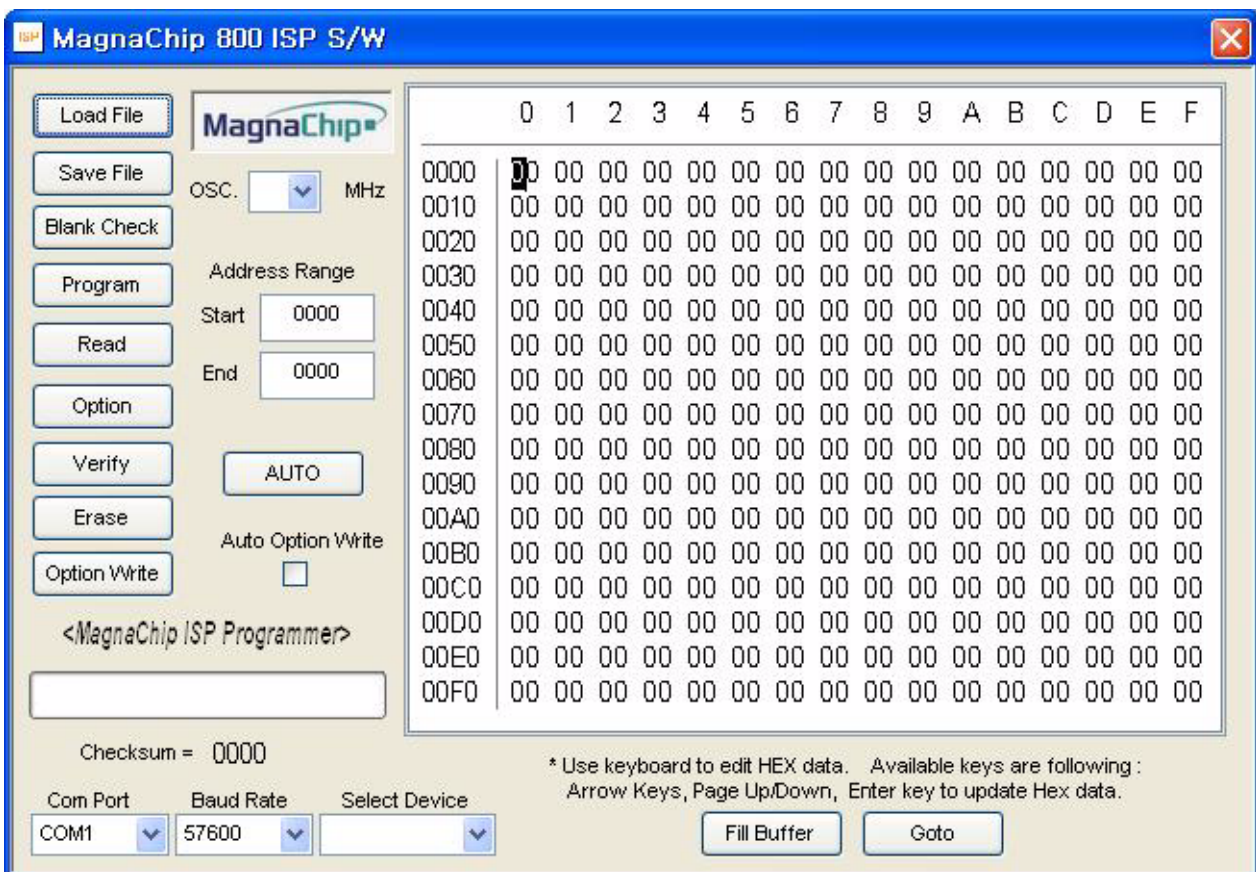 ISP MagnaChip 800 ISP S/W
Load File
Save File
Blank Check
Program
Read
Option
Verify
Erase
Option Write
MagnaChip
OSC. MHz
Address Range
Start 0000
End 0000
AUTO
Auto Option Write
<MagnaChip ISP Programmer>
Checksum = 0000
Com Port Baud Rate Select Device
COM1 57600
0 1 2 3 4 5 6 7 8 9 A B C D E F
0000 00 00 00 00 00 00 00 00 00 00 00 00 00 00 00 00
0010 00 00 00 00 00 00 00 00 00 00 00 00 00 00 00 00
0020 00 00 00 00 00 00 00 00 00 00 00 00 00 00 00 00
0030 00 00 00 00 00 00 00 00 00 00 00 00 00 00 00 00
0040 00 00 00 00 00 00 00 00 00 00 00 00 00 00 00 00
0050 00 00 00 00 00 00 00 00 00 00 00 00 00 00 00 00
0060 00 00 00 00 00 00 00 00 00 00 00 00 00 00 00 00
0070 00 00 00 00 00 00 00 00 00 00 00 00 00 00 00 00
0080 00 00 00 00 00 00 00 00 00 00 00 00 00 00 00 00
0090 00 00 00 00 00 00 00 00 00 00 00 00 00 00 00 00
00A0 00 00 00 00 00 00 00 00 00 00 00 00 00 00 00 00
00B0 00 00 00 00 00 00 00 00 00 00 00 00 00 00 00 00
00C0 00 00 00 00 00 00 00 00 00 00 00 00 00 00 00 00
00D0 00 00 00 00 00 00 00 00 00 00 00 00 00 00 00 00
00E0 00 00 00 00 00 00 00 00 00 00 00 00 00 00 00 00
00F0 00 00 00 00 00 00 00 00 00 00 00 00 00 00 00 00
* Use keyboard to edit HEX data. Available keys are following :
Arrow Keys, Page Up/Down, Enter key to update Hex data.
Fill Buffer Goto